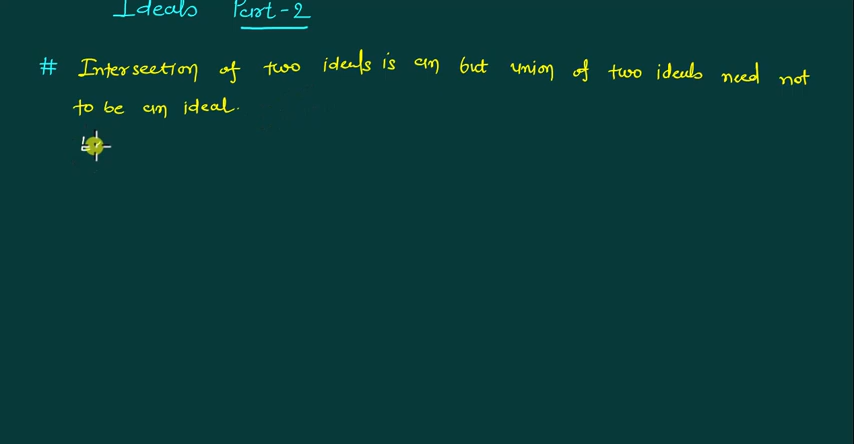 Ideals Part-2
# Intersection of two ideals is an but union of two ideals need not
to be an ideal.